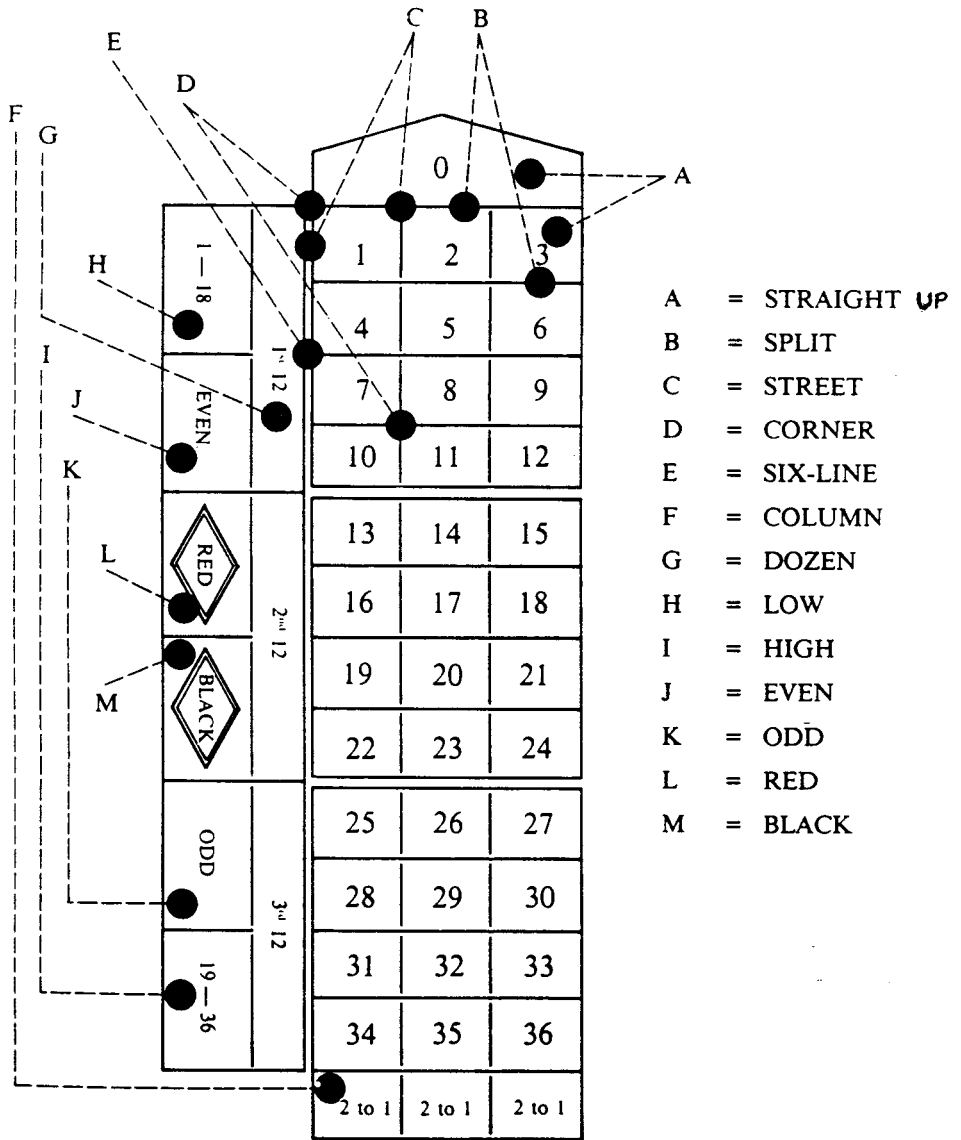 C B
E
D
F
G
0
A
1 — 18
1st 12
1 2 3
H
4 5 6
I
7 8 9
EVEN
J
10 11 12
K
13 14 15
RED
L
16 17 18
2nd 12
19 20 21
BLACK
M
22 23 24
25 26 27
ODD
28 29 30
3rd 12
31 32 33
19 — 36
34 35 36
2 to 1 2 to 1 2 to 1
A = STRAIGHT UP
B = SPLIT
C = STREET
D = CORNER
E = SIX-LINE
F = COLUMN
G = DOZEN
H = LOW
I = HIGH
J = EVEN
K = ODD
L = RED
M = BLACK